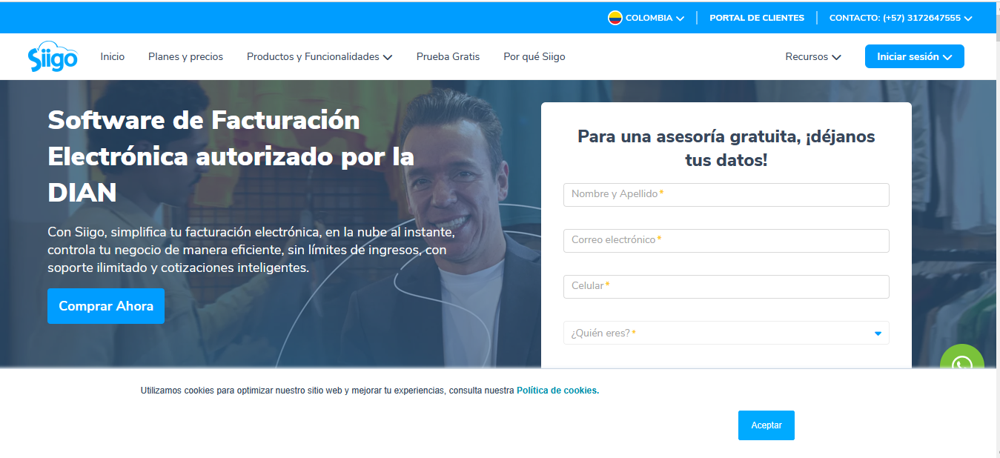 COLOMBIA
PORTAL DE CLIENTES
CONTACTO: (+57) 3172647555
Siigo
Inicio
Planes y precios
Productos y Funcionalidades
Prueba Gratis
Por qué Siigo
Recursos
Iniciar sesión
Software de Facturación
Electrónica autorizado por la
DIAN
Con Siigo, simplifica tu facturación electrónica, en la nube al instante,
controla tu negocio de manera eficiente, sin límites de ingresos, con
soporte ilimitado y cotizaciones inteligentes.
Comprar Ahora
Para una asesoría gratuita, ¡déjanos
tus datos!
Nombre y Apellido*
Correo electrónico*
Celular*
¿Quién eres?*
Utilizamos cookies para optimizar nuestro sitio web y mejorar tu experiencias, consulta nuestra Política de cookies.
Aceptar